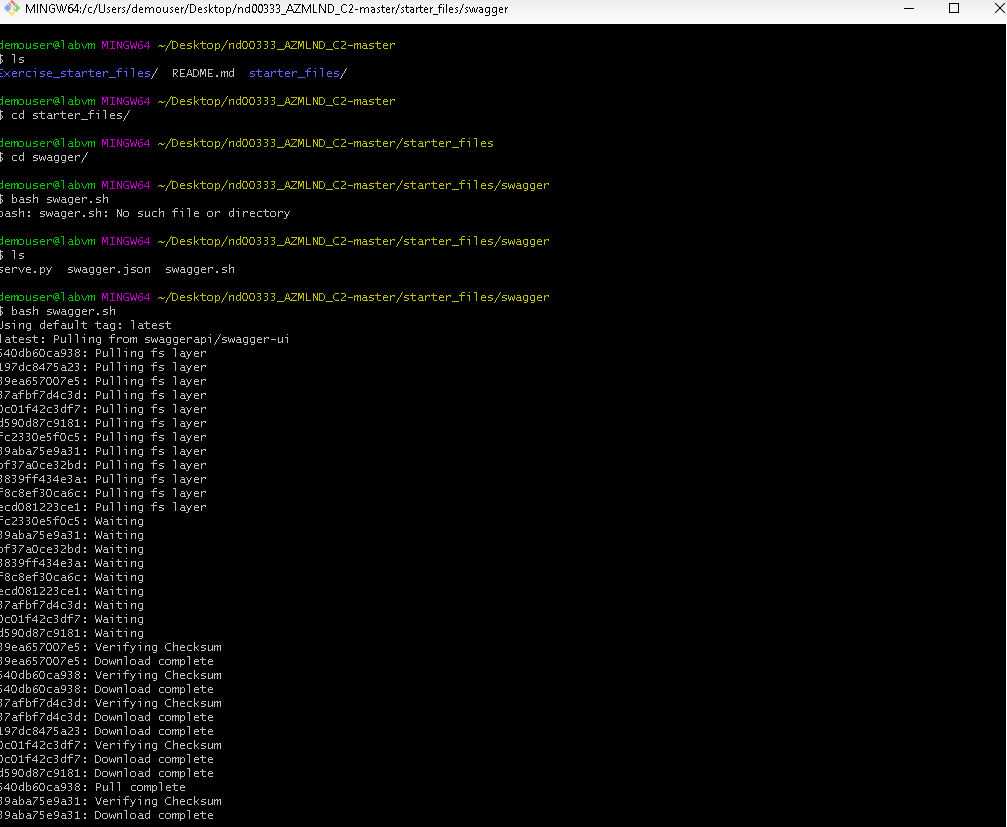 MINGW64:/c/Users/demouser/Desktop/nd00333_AZMLND_C2-master/starter_files/swagger
demouser@labvm MINGW64 ~/Desktop/nd00333_AZMLND_C2-master
$ ls
Exercise_starter_files/  README.md  starter_files/
demouser@labvm MINGW64 ~/Desktop/nd00333_AZMLND_C2-master
$ cd starter_files/
demouser@labvm MINGW64 ~/Desktop/nd00333_AZMLND_C2-master/starter_files
$ cd swagger/
demouser@labvm MINGW64 ~/Desktop/nd00333_AZMLND_C2-master/starter_files/swagger
$ bash swager.sh
bash: swager.sh: No such file or directory
demouser@labvm MINGW64 ~/Desktop/nd00333_AZMLND_C2-master/starter_files/swagger
$ ls
serve.py  swagger.json  swagger.sh
demouser@labvm MINGW64 ~/Desktop/nd00333_AZMLND_C2-master/starter_files/swagger
$ bash swagger.sh
Using default tag: latest
latest: Pulling from swaggerapi/swagger-ui
540db60ca938: Pulling fs layer
197dc8475a23: Pulling fs layer
39ea657007e5: Pulling fs layer
37afbf7d4c3d: Pulling fs layer
0c01f42c3df7: Pulling fs layer
d590d87c9181: Pulling fs layer
fc2330e5f0c5: Pulling fs layer
39aba75e9a31: Pulling fs layer
bf37a0ce32bd: Pulling fs layer
3839ff434e3a: Pulling fs layer
f8c8ef30ca6c: Pulling fs layer
ecd081223ce1: Pulling fs layer
fc2330e5f0c5: Waiting
39aba75e9a31: Waiting
bf37a0ce32bd: Waiting
3839ff434e3a: Waiting
f8c8ef30ca6c: Waiting
ecd081223ce1: Waiting
37afbf7d4c3d: Waiting
0c01f42c3df7: Waiting
d590d87c9181: Waiting
39ea657007e5: Verifying Checksum
39ea657007e5: Download complete
540db60ca938: Verifying Checksum
540db60ca938: Download complete
37afbf7d4c3d: Verifying Checksum
37afbf7d4c3d: Download complete
197dc8475a23: Download complete
0c01f42c3df7: Verifying Checksum
0c01f42c3df7: Download complete
d590d87c9181: Download complete
540db60ca938: Pull complete
39aba75e9a31: Verifying Checksum
39aba75e9a31: Download complete